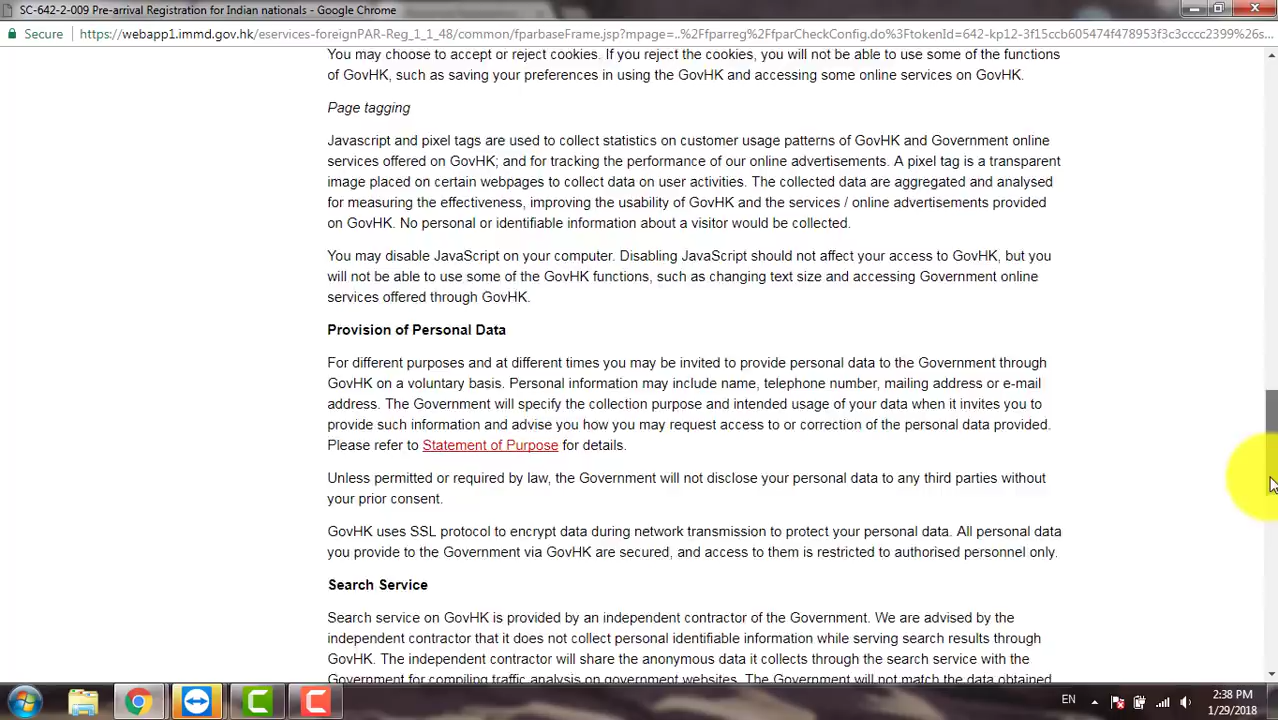 SC-642-2-009 Pre-arrival Registration for Indian nationals - Google Chrome
Secure https://webapp1.immd.gov.hk/eservices-foreignPAR-Reg_1_1_48/common/fparbaseFrame.jsp?mpage=..%2Ffparreg%2FfparCheckConfig.do%3FtokenId=642-kp12-3f15ccb605474f478953f3c3cccc2399%26s...
You may choose to accept or reject cookies. If you reject the cookies, you will not be able to use some of the functions
of GovHK, such as saving your preferences in using the GovHK and accessing some online services on GovHK.
Page tagging
Javascript and pixel tags are used to collect statistics on customer usage patterns of GovHK and Government online
services offered on GovHK; and for tracking the performance of our online advertisements. A pixel tag is a transparent
image placed on certain webpages to collect data on user activities. The collected data are aggregated and analysed
for measuring the effectiveness, improving the usability of GovHK and the services / online advertisements provided
on GovHK. No personal or identifiable information about a visitor would be collected.
You may disable JavaScript on your computer. Disabling JavaScript should not affect your access to GovHK, but you
will not be able to use some of the GovHK functions, such as changing text size and accessing Government online
services offered through GovHK.
Provision of Personal Data
For different purposes and at different times you may be invited to provide personal data to the Government through
GovHK on a voluntary basis. Personal information may include name, telephone number, mailing address or e-mail
address. The Government will specify the collection purpose and intended usage of your data when it invites you to
provide such information and advise you how you may request access to or correction of the personal data provided.
Please refer to Statement of Purpose for details.
Unless permitted or required by law, the Government will not disclose your personal data to any third parties without
your prior consent.
GovHK uses SSL protocol to encrypt data during network transmission to protect your personal data. All personal data
you provide to the Government via GovHK are secured, and access to them is restricted to authorised personnel only.
Search Service
Search service on GovHK is provided by an independent contractor of the Government. We are advised by the
independent contractor that it does not collect personal identifiable information while serving search results through
GovHK. The independent contractor will share the anonymous data it collects through the search service with the
Government for compiling traffic analysis on government websites. The Government will not match the data obtained
EN
2:38 PM
1/29/2018